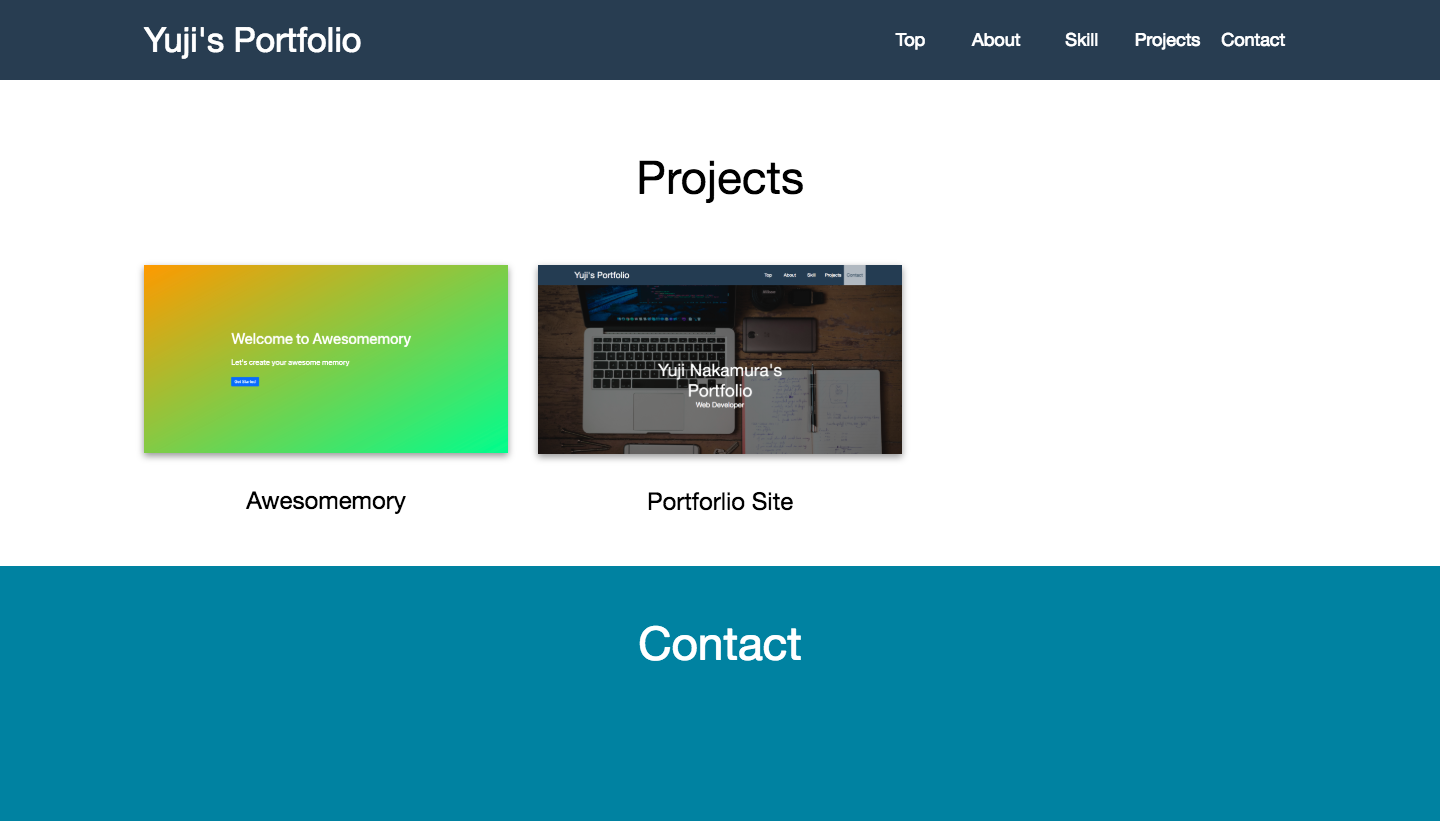 Yuji's Portfolio
Top About Skill Projects Contact
Projects
Welcome to Awesomemory
Let's create your awesome memory
Get Started
Yuji's Portfolio
Top About Skill Projects Contact
Yuji Nakamura's
Portfolio
Web Developer
Awesomemory
Portforlio Site
Contact